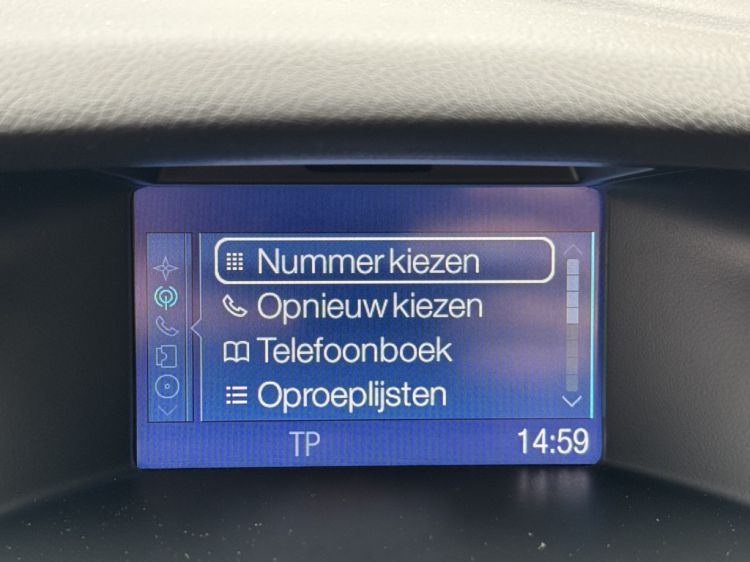 Nummer kiezen
Opnieuw kiezen
Telefoonboek
Oproeplijsten
TP 14:59